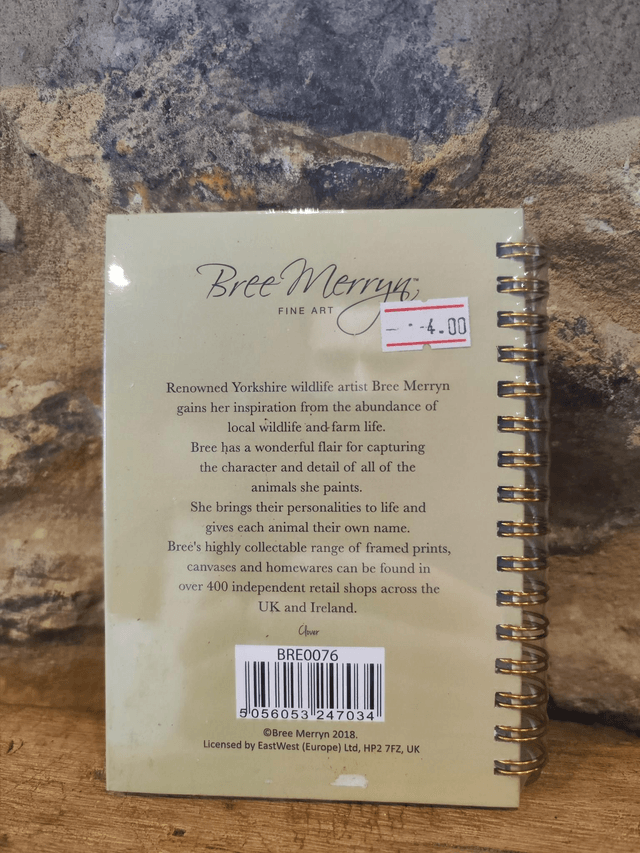 Bree Merryn™
FINE ART
- · -4.00
Renowned Yorkshire wildlife artist Bree Merryn
gains her inspiration from the abundance of
local wildlife and farm life.
Bree has a wonderful flair for capturing
the character and detail of all of the
animals she paints.
She brings their personalities to life and
gives each animal their own name.
Bree's highly collectable range of framed prints,
canvases and homewares can be found in
over 400 independent retail shops across the
UK and Ireland.
Clover
BRE0076
5 056053 247034
©Bree Merryn 2018.
Licensed by EastWest (Europe) Ltd, HP2 7FZ, UK